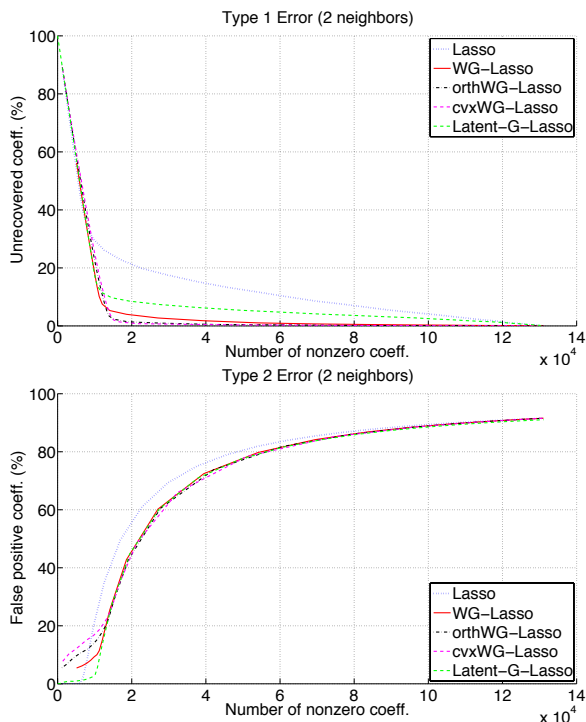 Type 1 Error (2 neighbors)
Unrecovered coeff. (%)
100
80
60
40
20
0
Lasso
WG-Lasso
orthWG-Lasso
cvxWG-Lasso
Latent-G-Lasso
0 2 4 6 8 10 12 14
Number of nonzero coeff.
x 10^4
Type 2 Error (2 neighbors)
False positive coeff. (%)
100
80
60
40
20
0
Lasso
WG-Lasso
orthWG-Lasso
cvxWG-Lasso
Latent-G-Lasso
0 2 4 6 8 10 12 14
Number of nonzero coeff.
x 10^4